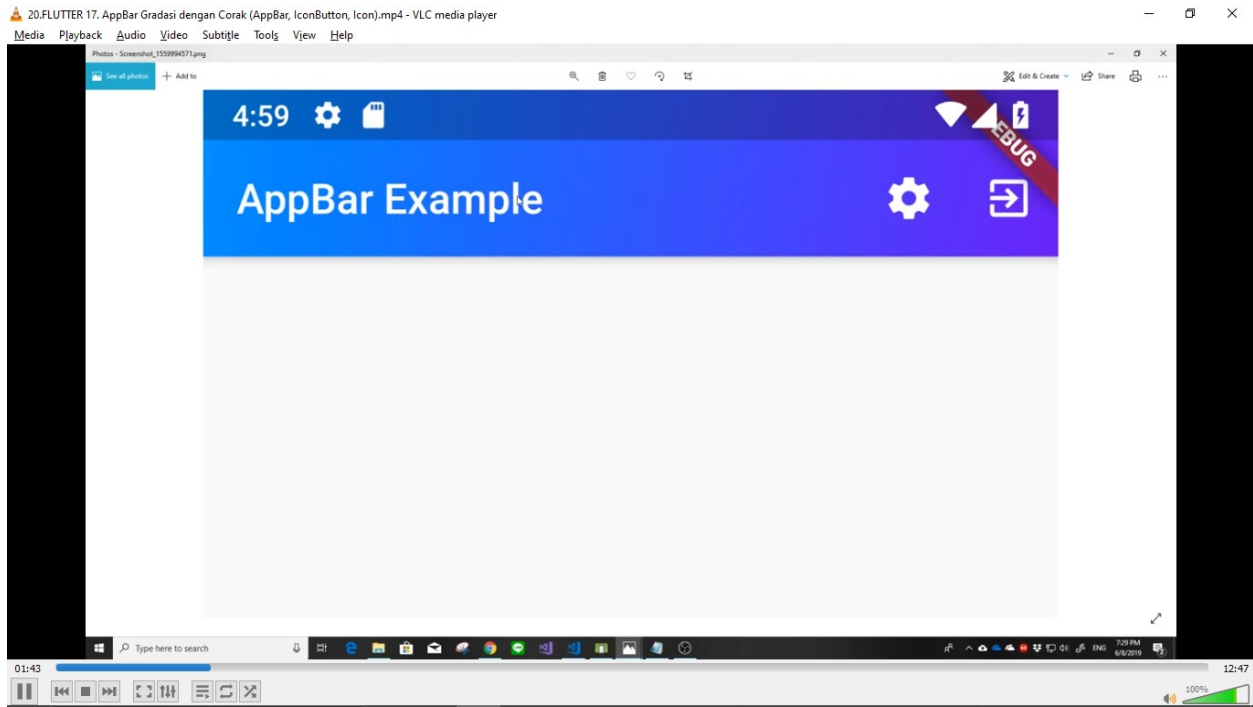 20.FLUTTER 17. AppBar Gradasi dengan Corak (AppBar, IconButton, Icon).mp4 - VLC media player
Media Playback Audio Video Subtitle Tools View Help
Photos - Screenshot_1559994571.png
See all photos + Add to Edit & Create Share
4:59
EBUG
AppBar Example
Type here to search ENG 7:29 PM
6/8/2019
01:43 12:47
100%